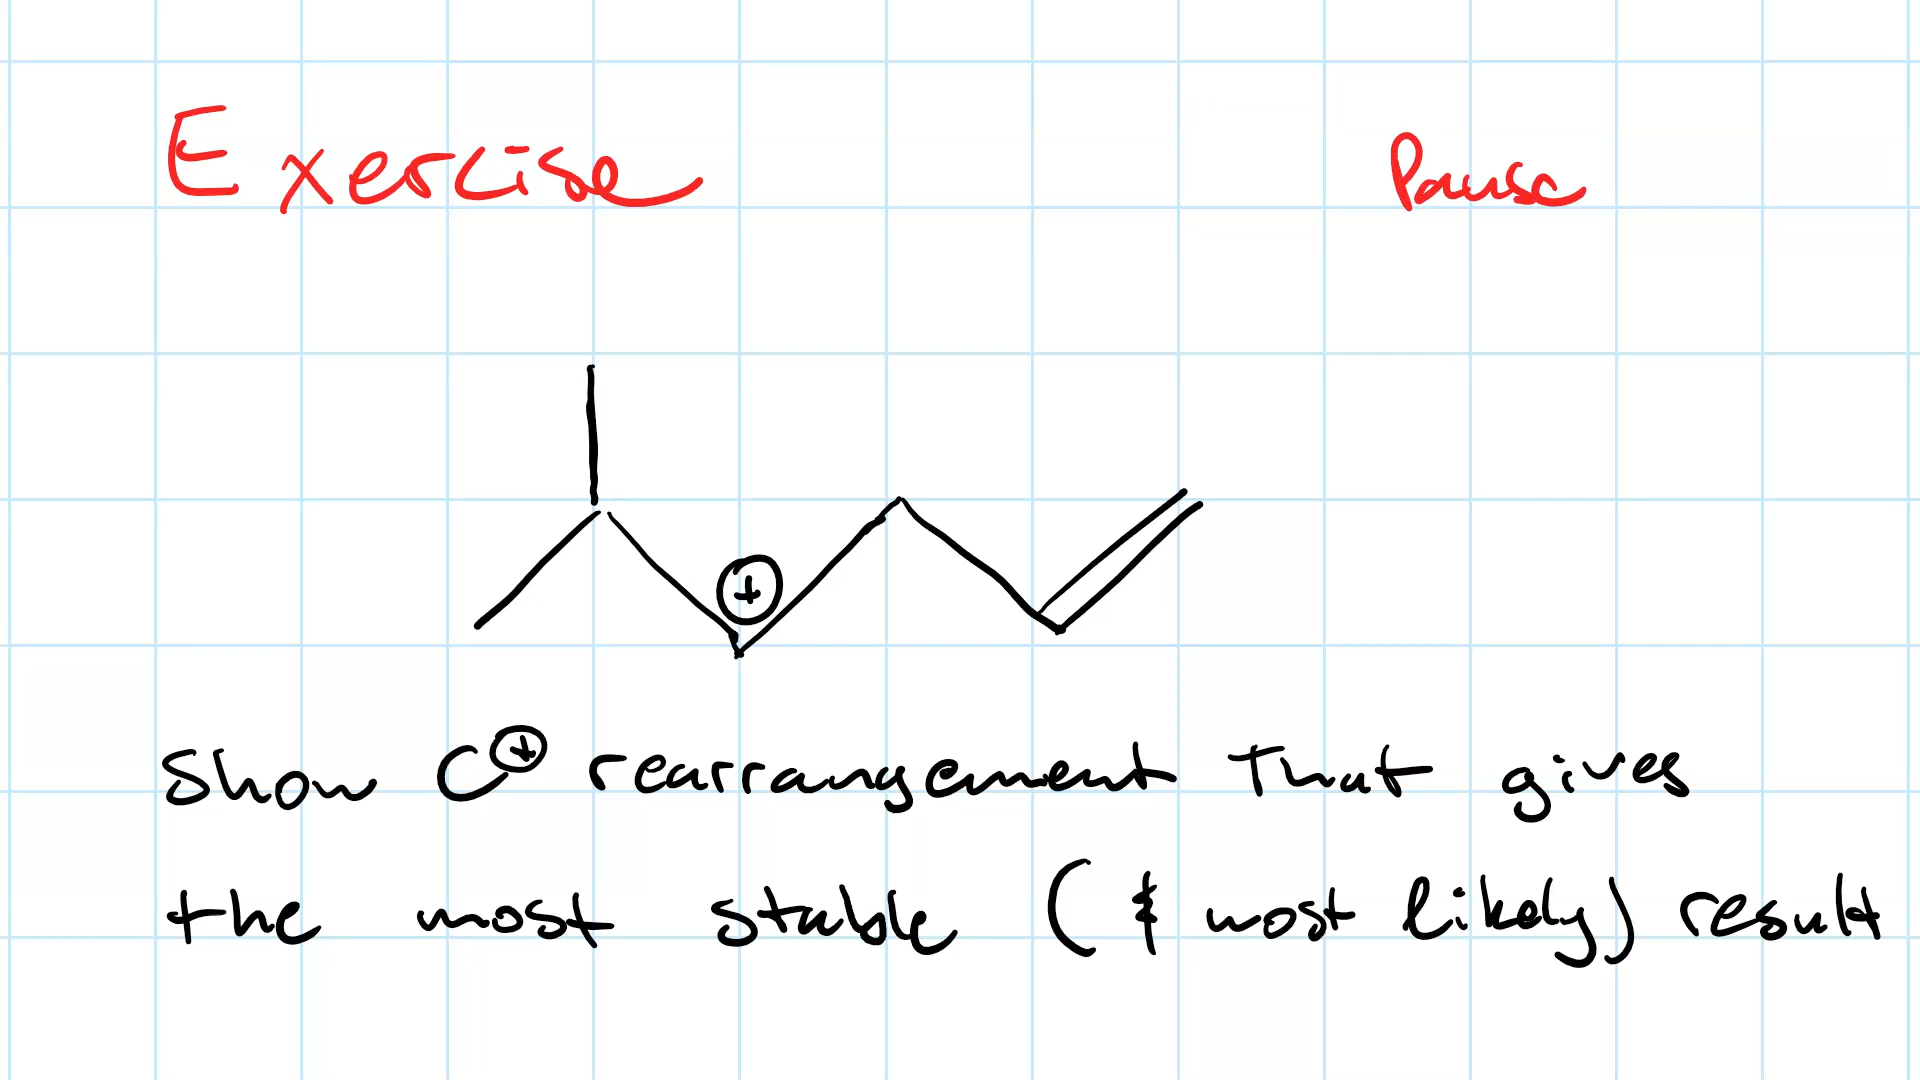 Exercise Pause
⊕
Show C⊕ rearrangement that gives
the most stable (& most likely) result